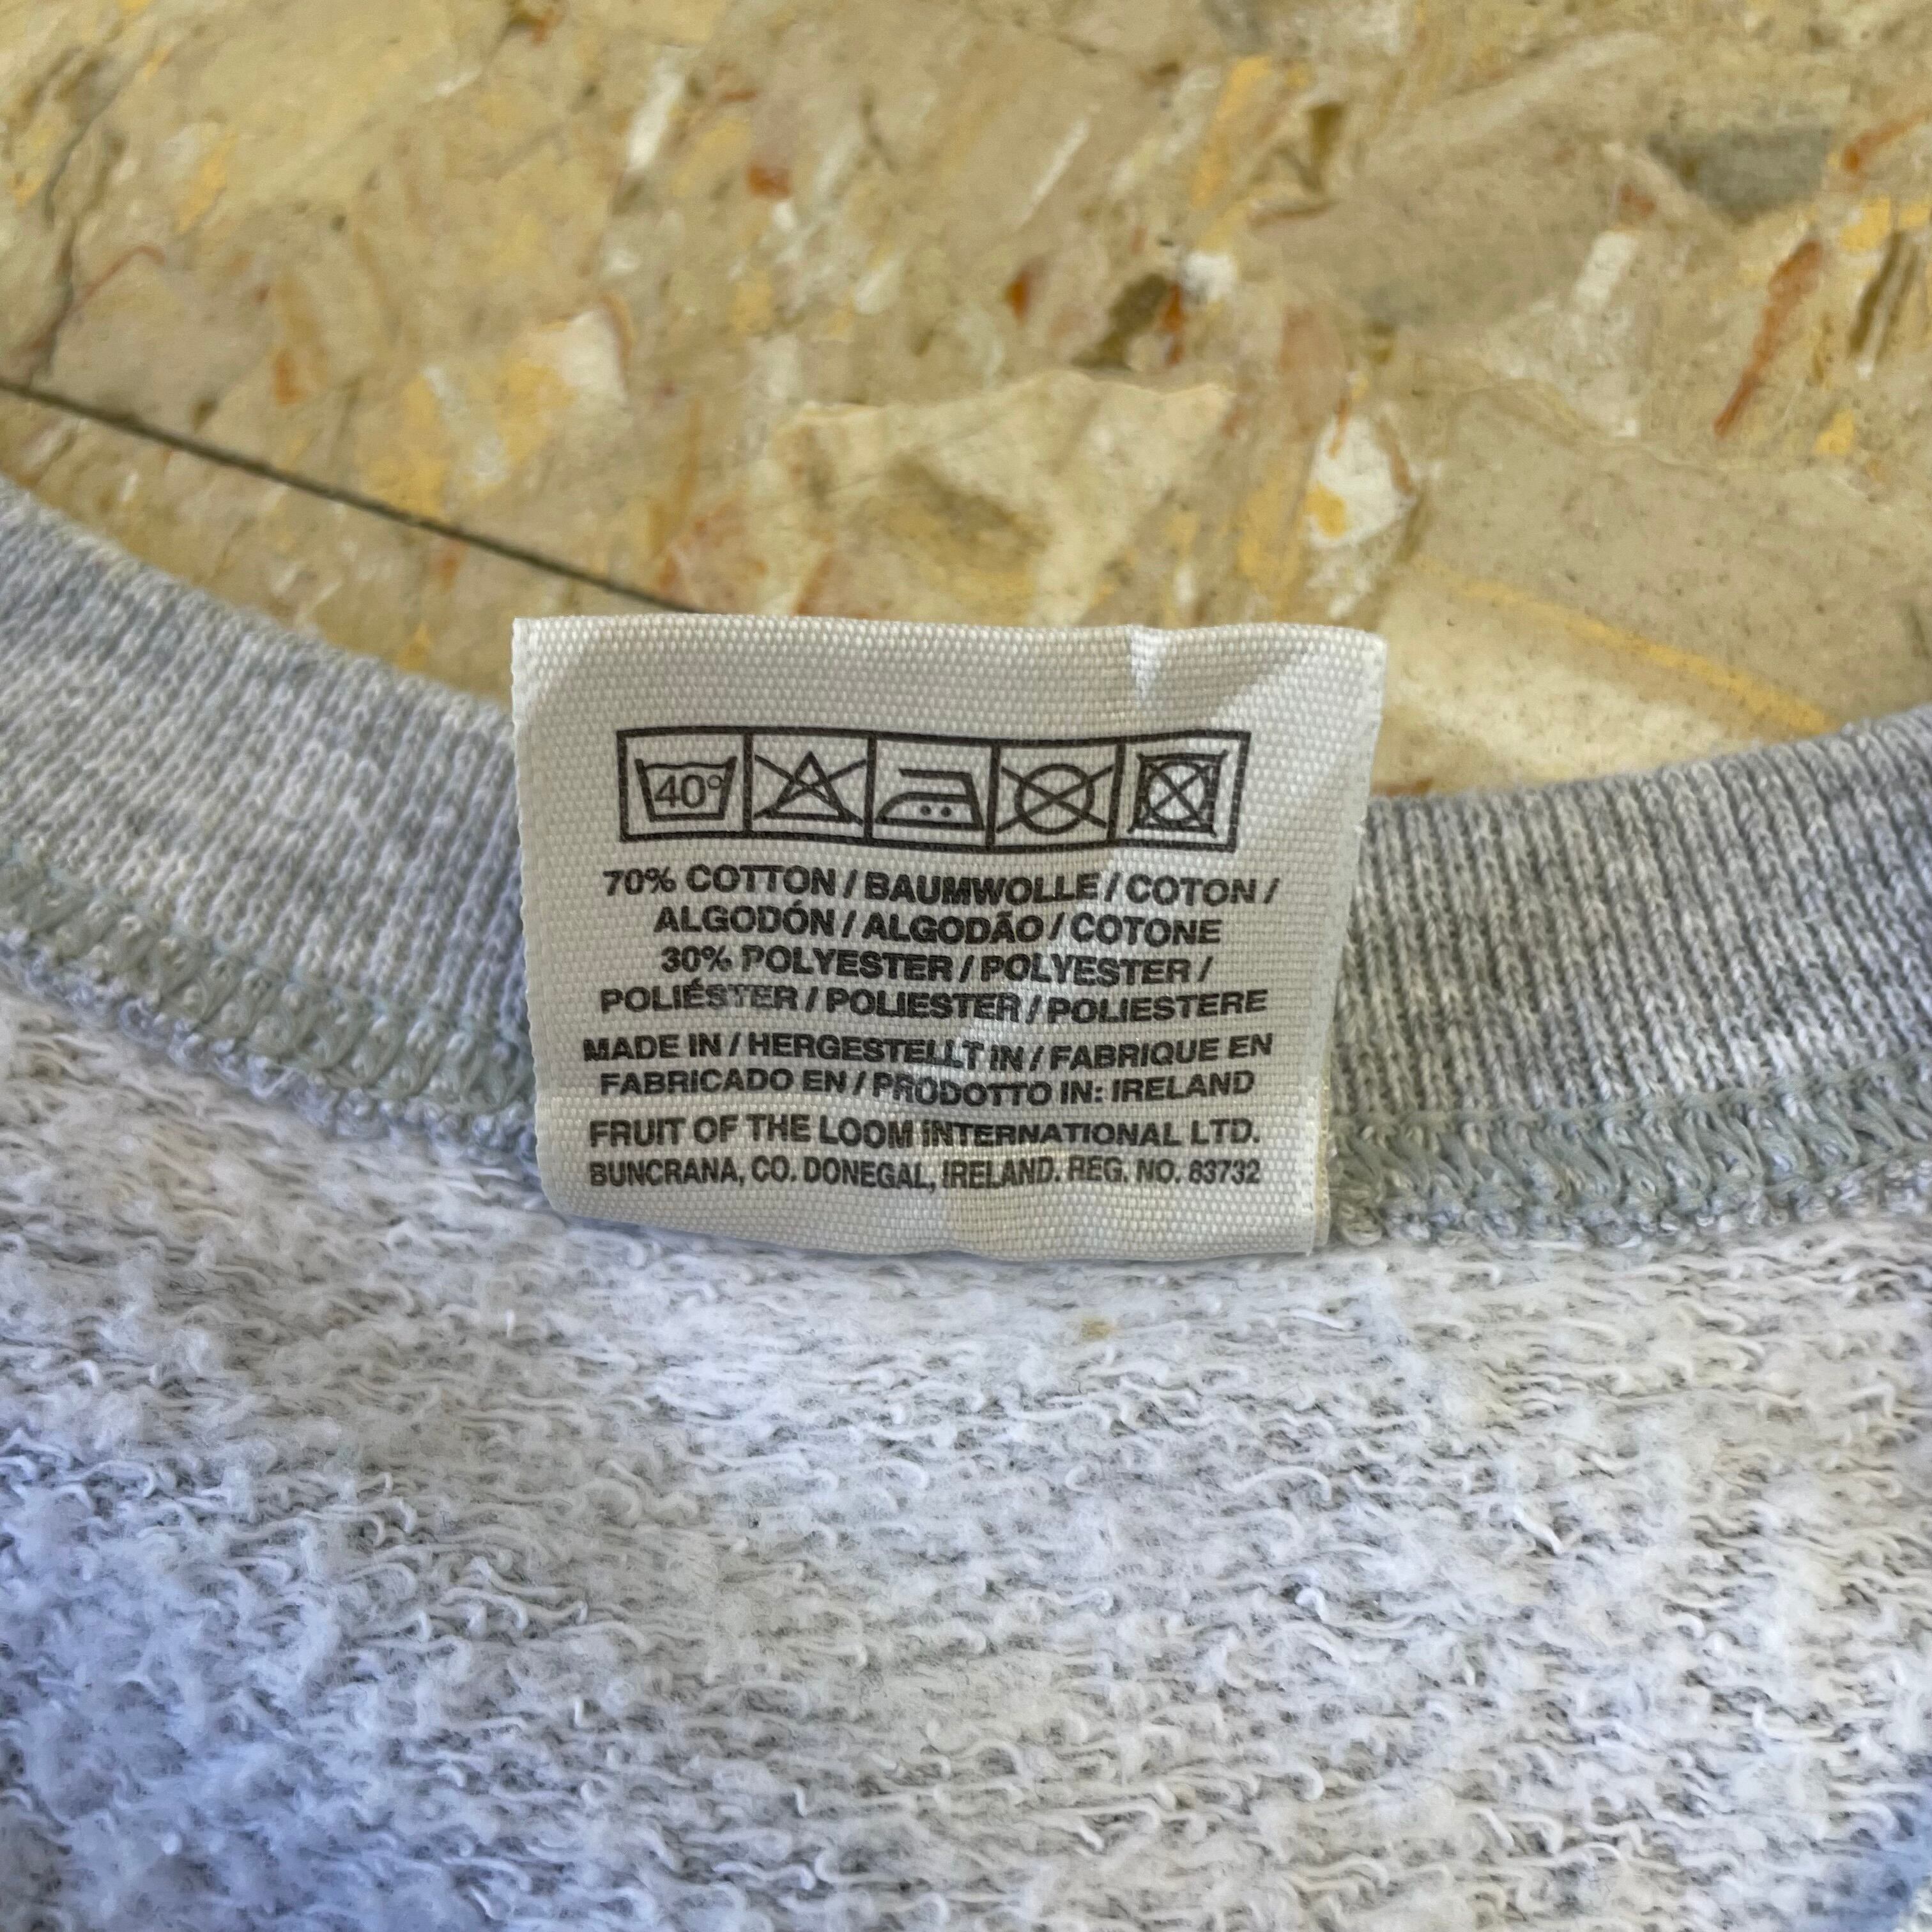 40°
70% COTTON / BAUMWOLLE / COTON /
ALGODÓN / ALGODÃO / COTONE
30% POLYESTER / POLYESTER /
POLIÉSTER / POLIESTER / POLIESTERE
MADE IN / HERGESTELLT IN / FABRIQUE EN
FABRICADO EN / PRODOTTO IN: IRELAND
FRUIT OF THE LOOM INTERNATIONAL LTD.
BUNCRANA, CO. DONEGAL, IRELAND. REG. NO. 63732